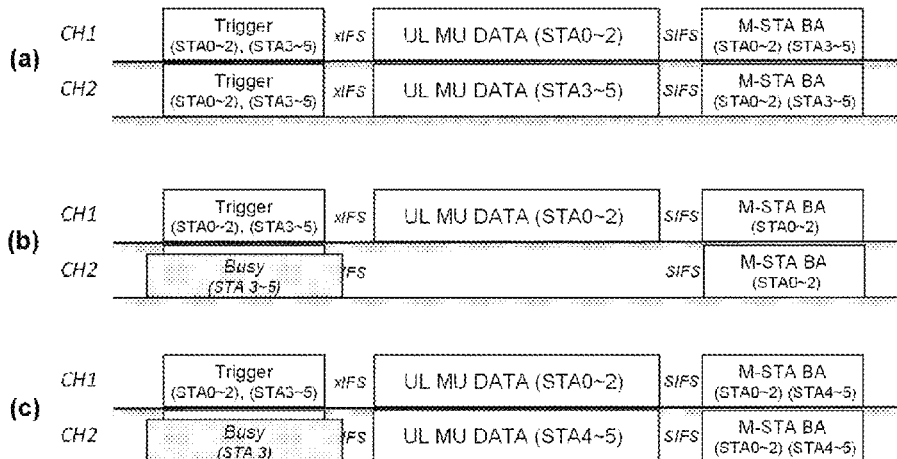 CH1
Trigger
(STA0~2), (STA3~5)
xIFS
UL MU DATA (STA0~2)
SIFS
M-STA BA
(STA0~2) (STA3~5)
(a)
CH2
Trigger
(STA0~2), (STA3~5)
xIFS
UL MU DATA (STA3~5)
SIFS
M-STA BA
(STA0~2) (STA3~5)
CH1
Trigger
(STA0~2), (STA3~5)
xIFS
UL MU DATA (STA0~2)
SIFS
M-STA BA
(STA0~2)
(b)
CH2
Busy
(STA 3~5)
IFS
SIFS
M-STA BA
(STA0~2)
CH1
Trigger
(STA0~2), (STA3~5)
xIFS
UL MU DATA (STA0~2)
SIFS
M-STA BA
(STA0~2) (STA4~5)
(c)
CH2
Busy
(STA 3)
IFS
UL MU DATA (STA4~5)
SIFS
M-STA BA
(STA0~2) (STA4~5)